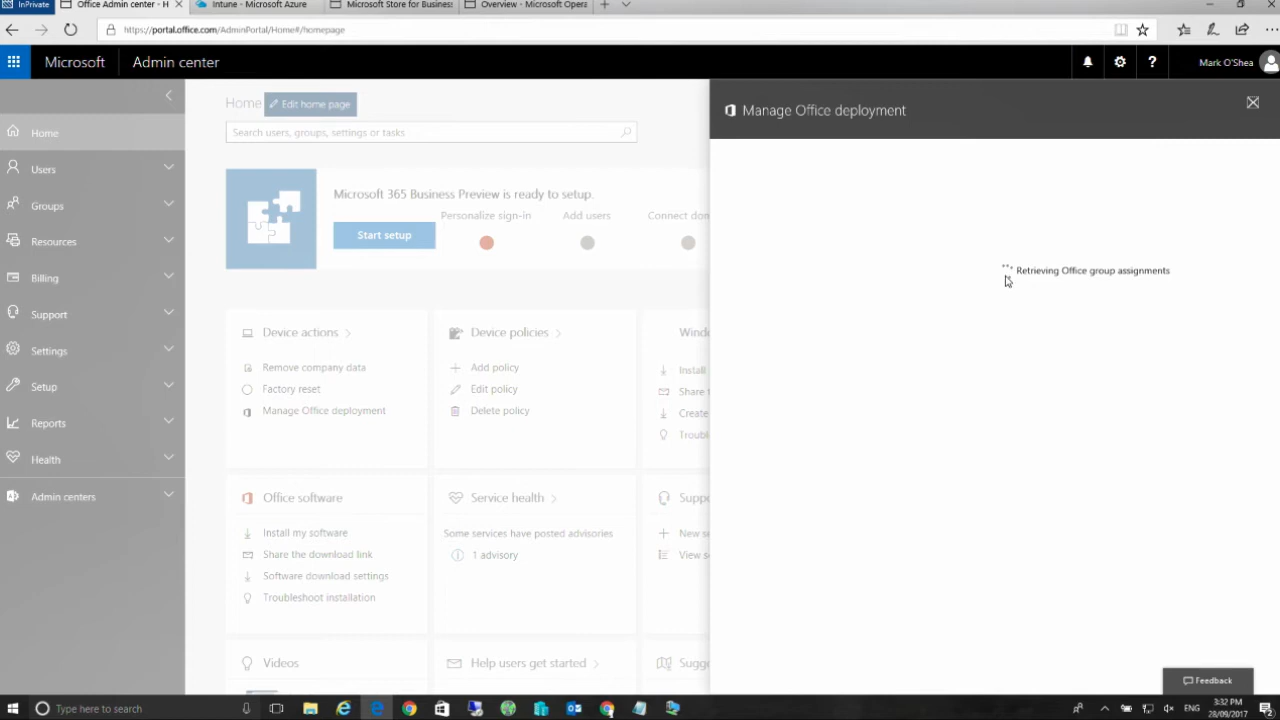 InPrivate
Office Admin center - H
Intune - Microsoft Azure
Microsoft Store for Business
Overview - Microsoft Opera
https://portal.office.com/AdminPortal/Home#/homepage
Microsoft
Admin center
Mark O'Shea
Home
Users
Groups
Resources
Billing
Support
Settings
Setup
Reports
Health
Admin centers
Home
Edit home page
Search users, groups, settings or tasks
Microsoft 365 Business Preview is ready to setup.
Start setup
Personalize sign-in
Add users
Connect dom
Device actions
Remove company data
Factory reset
Manage Office deployment
Device policies
Add policy
Edit policy
Delete policy
Windo
Install
Share t
Create
Troubl
Office software
Install my software
Share the download link
Software download settings
Troubleshoot installation
Service health
Some services have posted advisories
1 advisory
Suppo
New se
View se
Videos
Help users get started
Sugge
Manage Office deployment
Retrieving Office group assignments
Feedback
Type here to search
ENG
3:32 PM
28/09/2017